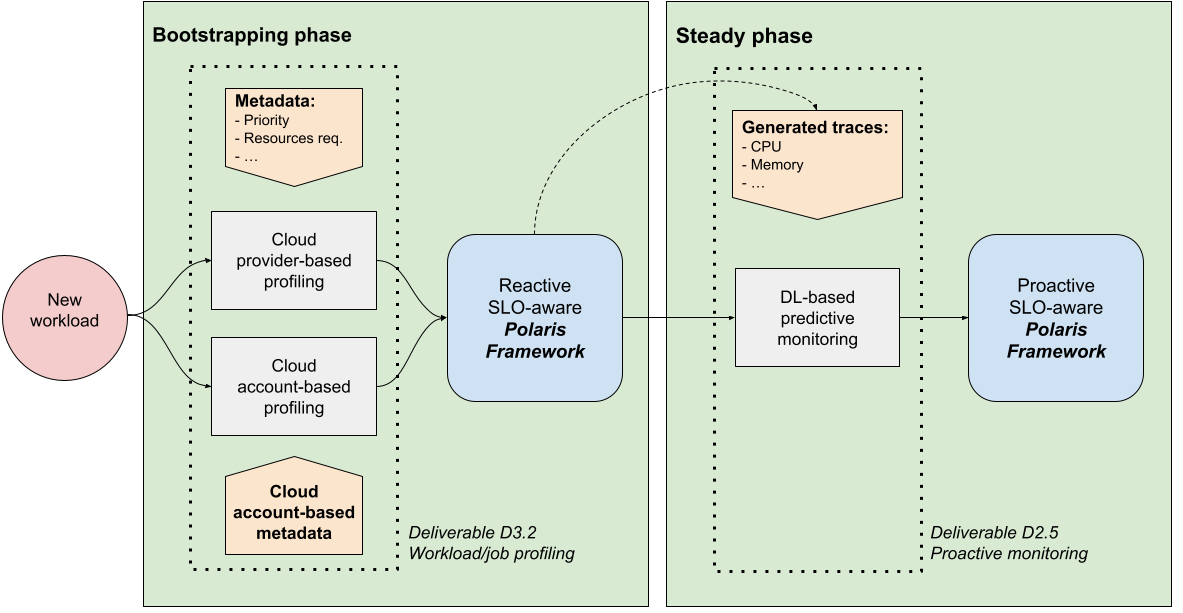 Bootstrapping phase
Metadata:
- Priority
- Resources req.
- …
Cloud
provider-based
profiling
New
workload
Cloud
account-based
profiling
Cloud
account-based
metadata
Reactive
SLO-aware
Polaris
Framework
Deliverable D3.2
Workload/job profiling
Steady phase
Generated traces:
- CPU
- Memory
- …
DL-based
predictive
monitoring
Proactive
SLO-aware
Polaris
Framework
Deliverable D2.5
Proactive monitoring